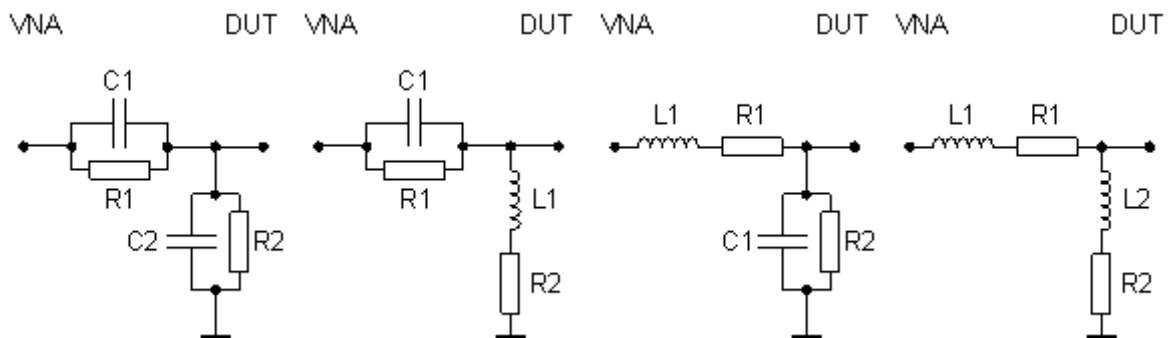 VNA DUT VNA DUT VNA DUT VNA DUT
C1 C1
L1 R1 L1 R1
R1 R1 L1 L2
C2 R2 C1 R2
R2 R2